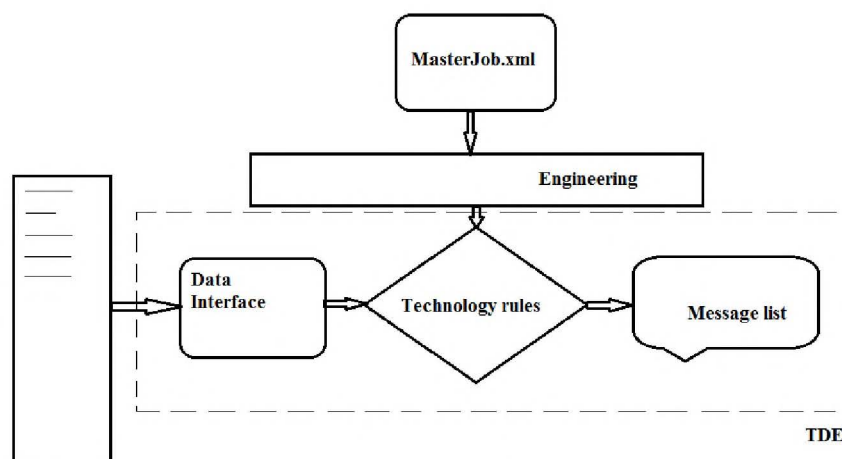 MasterJob.xml
Engineering
Data
Interface
Technology rules
Message list
TDE